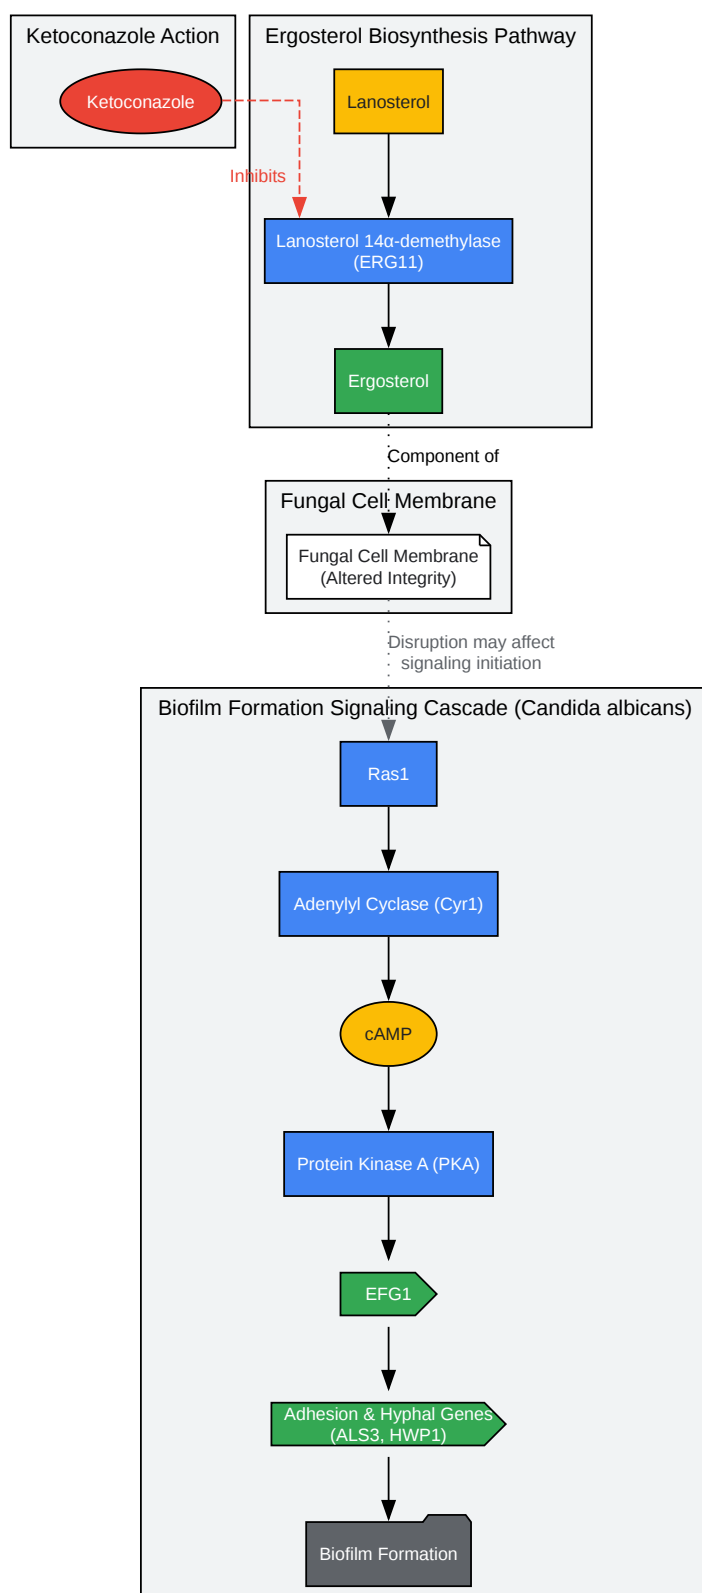 Ketoconazole Action
Ergosterol Biosynthesis Pathway
Ketoconazole
Lanosterol
Inhibits
Lanosterol 14α-demethylase
(ERG11)
Ergosterol
Component of
Fungal Cell Membrane
Fungal Cell Membrane
(Altered Integrity)
Disruption may affect
signaling initiation
Biofilm Formation Signaling Cascade (Candida albicans)
Ras1
Adenylyl Cyclase (Cyr1)
cAMP
Protein Kinase A (PKA)
EFG1
Adhesion & Hyphal Genes
(ALS3, HWP1)
Biofilm Formation